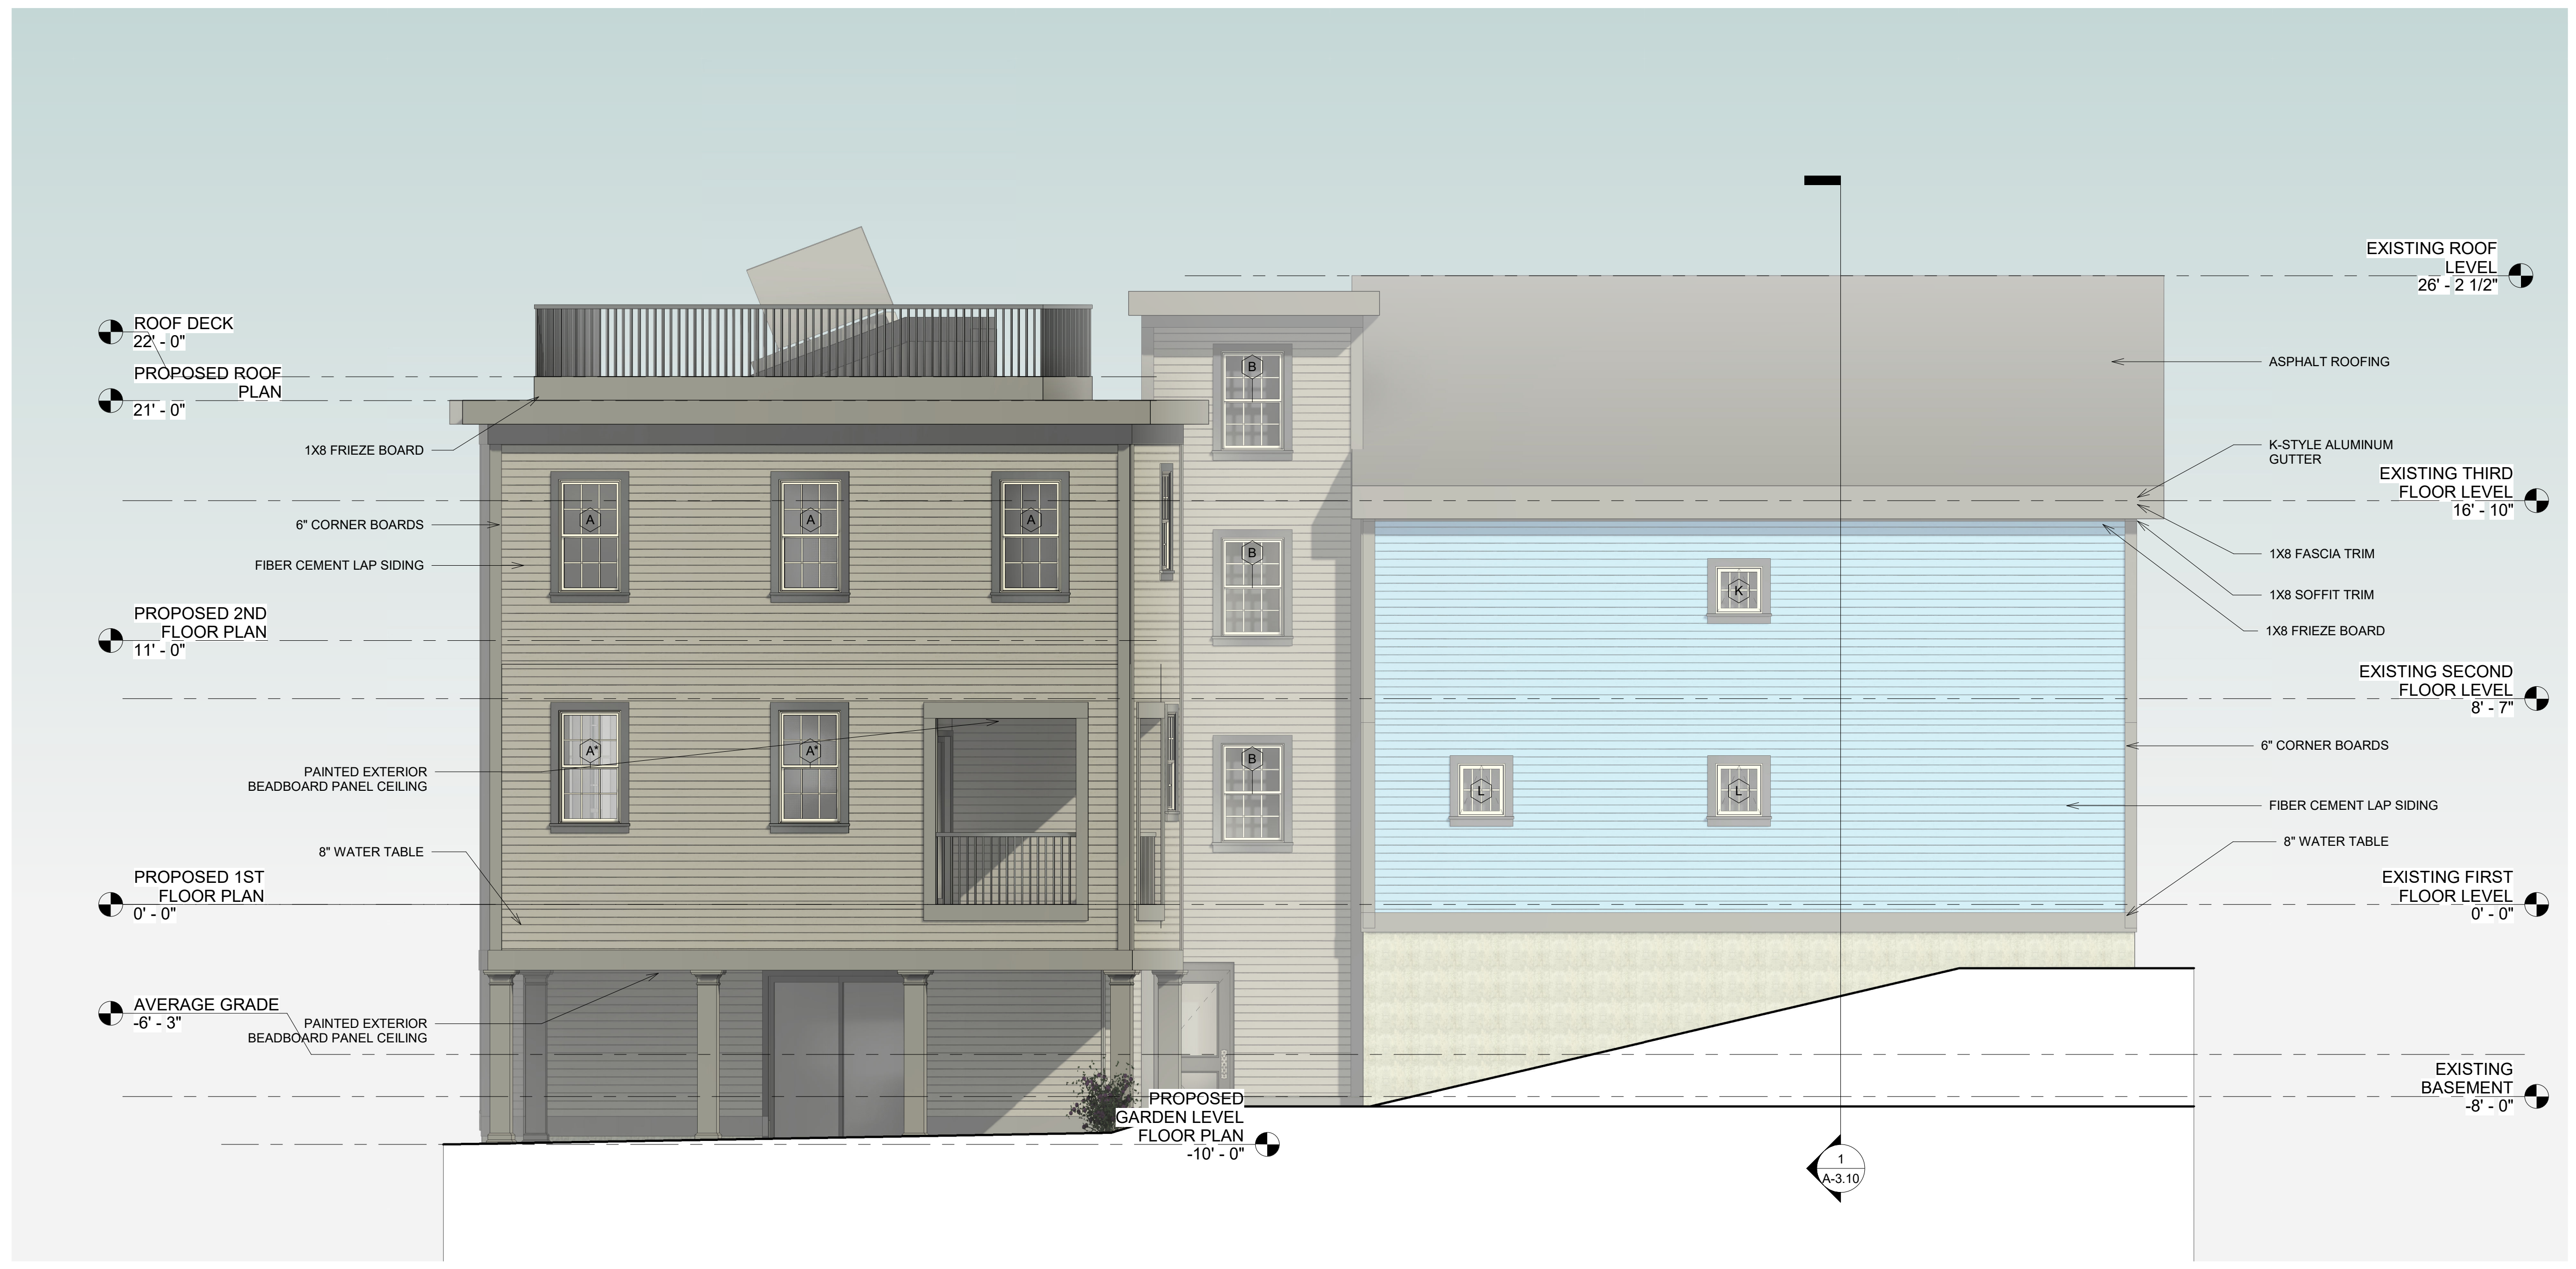 EXISTING ROOF
LEVEL
26' - 2 1/2"
ROOF DECK
22' - 0"
ASPHALT ROOFING
PROPOSED ROOF
PLAN
21' - 0"
B
1X8 FRIEZE BOARD
K-STYLE ALUMINUM
GUTTER
EXISTING THIRD
FLOOR LEVEL
16' - 10"
6" CORNER BOARDS
A
A
A
FIBER CEMENT LAP SIDING
B
1X8 FASCIA TRIM
K
1X8 SOFFIT TRIM
1X8 FRIEZE BOARD
PROPOSED 2ND
FLOOR PLAN
11' - 0"
EXISTING SECOND
FLOOR LEVEL
8' - 7"
A*
A*
B
6" CORNER BOARDS
PAINTED EXTERIOR
BEADBOARD PANEL CEILING
L
L
FIBER CEMENT LAP SIDING
8" WATER TABLE
8" WATER TABLE
PROPOSED 1ST
FLOOR PLAN
0' - 0"
EXISTING FIRST
FLOOR LEVEL
0' - 0"
AVERAGE GRADE
-6' - 3"
PAINTED EXTERIOR
BEADBOARD PANEL CEILING
EXISTING
BASEMENT
-8' - 0"
PROPOSED
GARDEN LEVEL
FLOOR PLAN
-10' - 0"
1
A-3.10